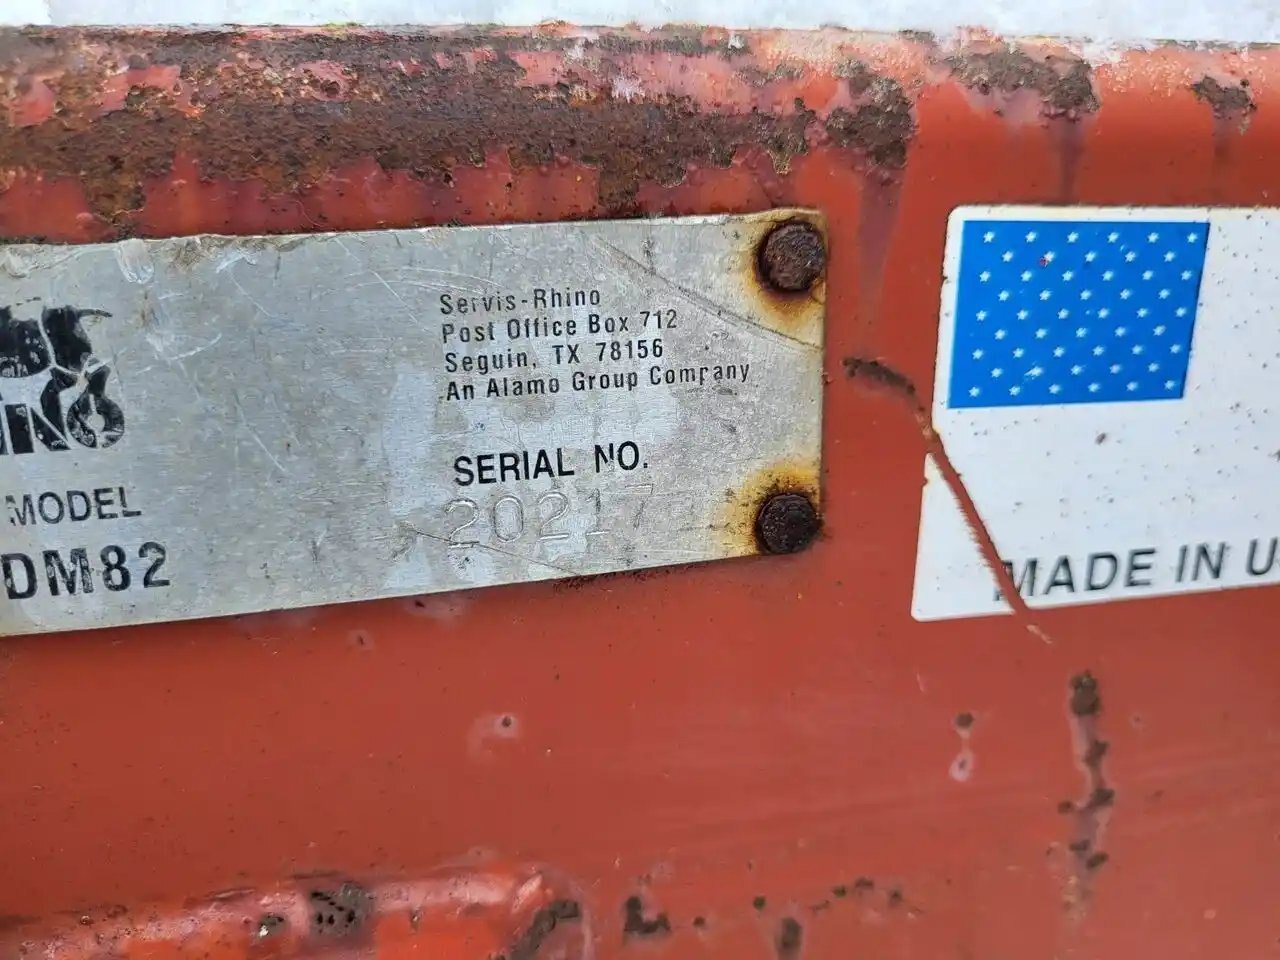 Servis-Rhino
Post Office Box 712
Seguin, TX 78156
An Alamo Group Company
SERIAL NO.
20217
MODEL
DM82
MADE IN U